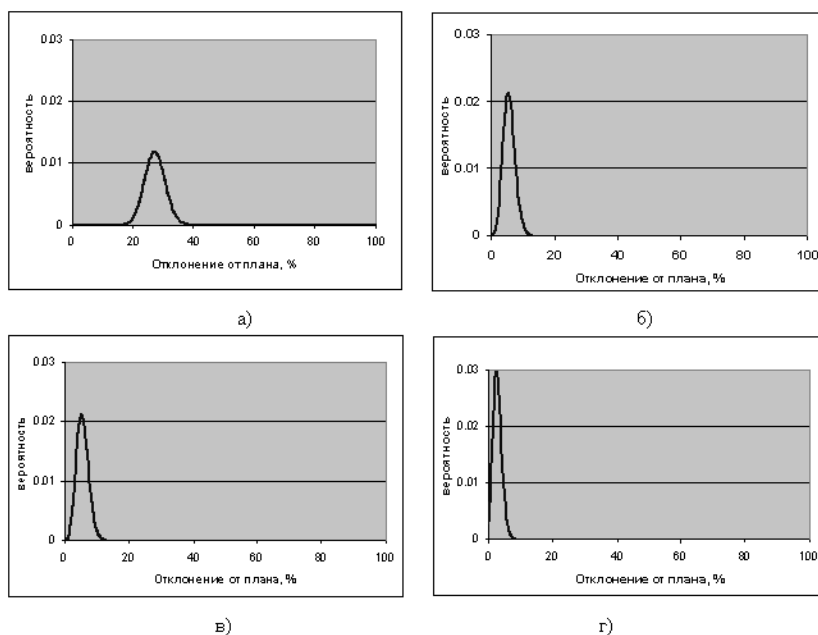 0.03
0.02
0.01
0
вероятность
0 20 40 60 80 100
Отклонение от плана, %
а)
0.03
0.02
0.01
0
вероятность
0 20 40 60 80 100
Отклонение от плана, %
б)
0.03
0.02
0.01
0
вероятность
0 20 40 60 80 100
Отклонение от плана, %
в)
0.03
0.02
0.01
0
вероятность
0 20 40 60 80 100
Отклонение от плана, %
г)